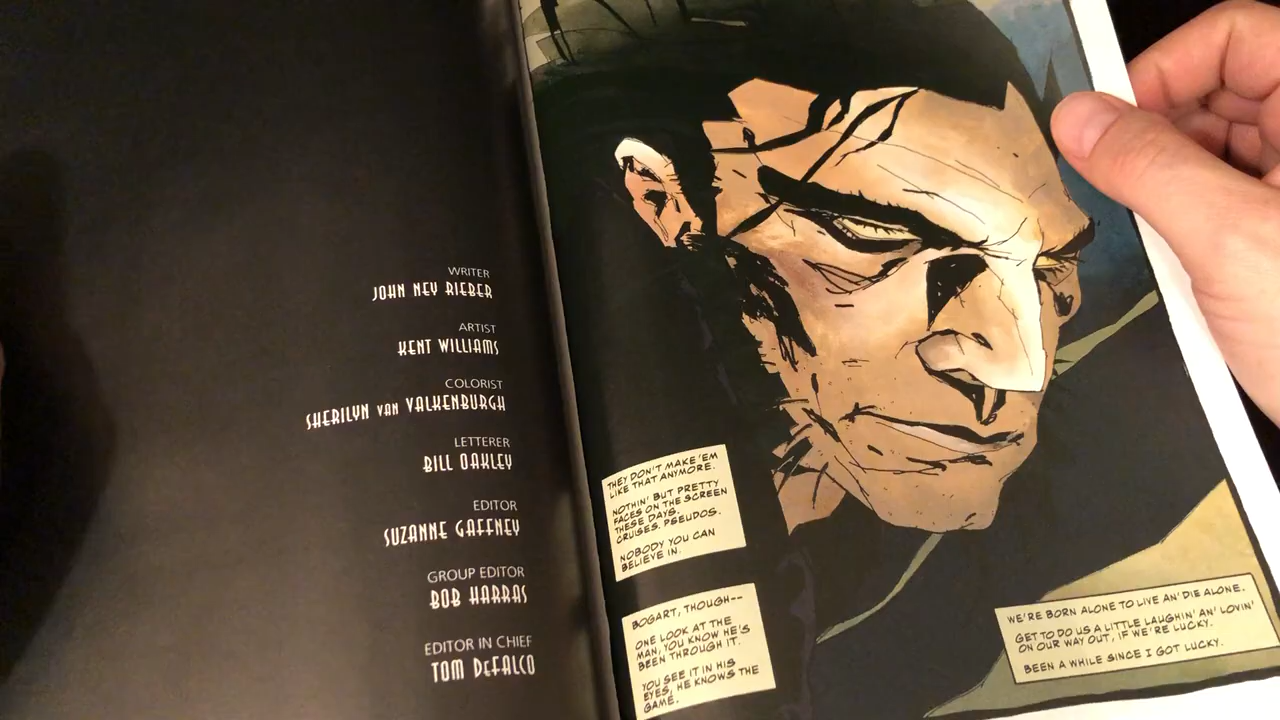 WRITER
JOHN NEY RIEBER
ARTIST
KENT WILLIAMS
COLORIST
SHERILYN VAN VALKENBURGH
LETTERER
BILL OAKLEY
EDITOR
SUZANNE GAFFNEY
GROUP EDITOR
BOB HARRAS
EDITOR IN CHIEF
TOM DEFALCO
THEY DON'T MAKE 'EM
LIKE THAT ANYMORE.
NOTHIN' BUT PRETTY
FACES ON THE SCREEN
THESE DAYS.
CRUISES. PSEUDOS.
NOBODY YOU CAN
BELIEVE IN.
BOGART, THOUGH--
ONE LOOK AT THE
MAN, YOU KNOW HE'S
BEEN THROUGH IT.
YOU SEE IT IN HIS
EYES, HE KNOWS THE
GAME.
WE'RE BORN ALONE TO LIVE AN' DIE ALONE.
GET TO DO US A LITTLE LAUGHIN' AN' LOVIN'
ON OUR WAY OUT, IF WE'RE LUCKY.
BEEN A WHILE SINCE I GOT LUCKY.